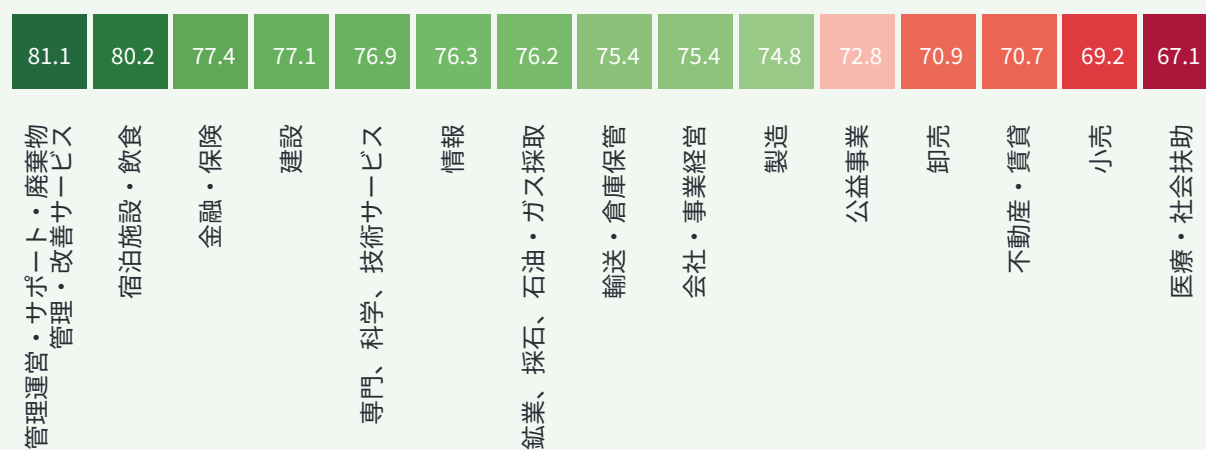 81.1
80.2
77.4
77.1
76.9
76.3
76.2
75.4
75.4
74.8
72.8
70.9
70.7
69.2
67.1
管理運営・サポート・廃棄物
管理・改善サービス
宿泊施設・飲食
金融・保険
建設
専門、科学、技術サービス
情報
鉱業、採石、石油・ガス採取
輸送・倉庫保管
会社・事業経営
製造
公益事業
卸売
不動産・賃貸
小売
医療・社会扶助